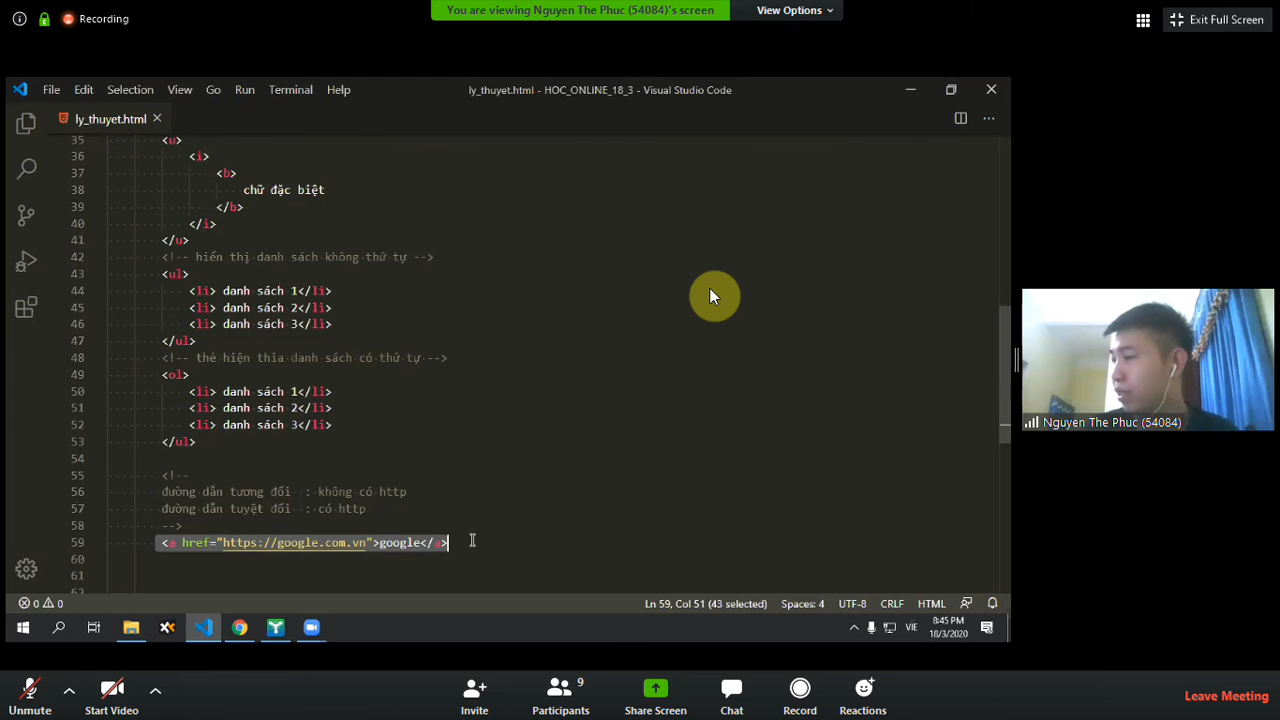 Recording
You are viewing Nguyen The Phuc (54084)'s screen
View Options
Exit Full Screen
File Edit Selection View Go Run Terminal Help
ly_thuyet.html - HOC_ONLINE_18_3 - Visual Studio Code
ly_thuyet.html
35 <u>
36 <i>
37 <b>
38 chữ đặc biệt
39 </b>
40 </i>
41 </u>
42 <!-- hiển thị danh sách không thứ tự -->
43 <ul>
44 <li> danh sách 1</li>
45 <li> danh sách 2</li>
46 <li> danh sách 3</li>
47 </ul>
48 <!-- thẻ hiện thia danh sách có thứ tự -->
49 <ol>
50 <li> danh sách 1</li>
51 <li> danh sách 2</li>
52 <li> danh sách 3</li>
53 </ul>
54
55 <!--
56 đường dẫn tương đối : không có http
57 đường dẫn tuyệt đối : có http
58 -->
59 <a href="https://google.com.vn">google</a>
60
61
62
Nguyen The Phuc (54084)
0 0
Ln 59, Col 51 (43 selected) Spaces: 4 UTF-8 CRLF HTML
VIE
8:45 PM
18/3/2020
Unmute
Start Video
Invite
9
Participants
Share Screen
Chat
Record
Reactions
Leave Meeting